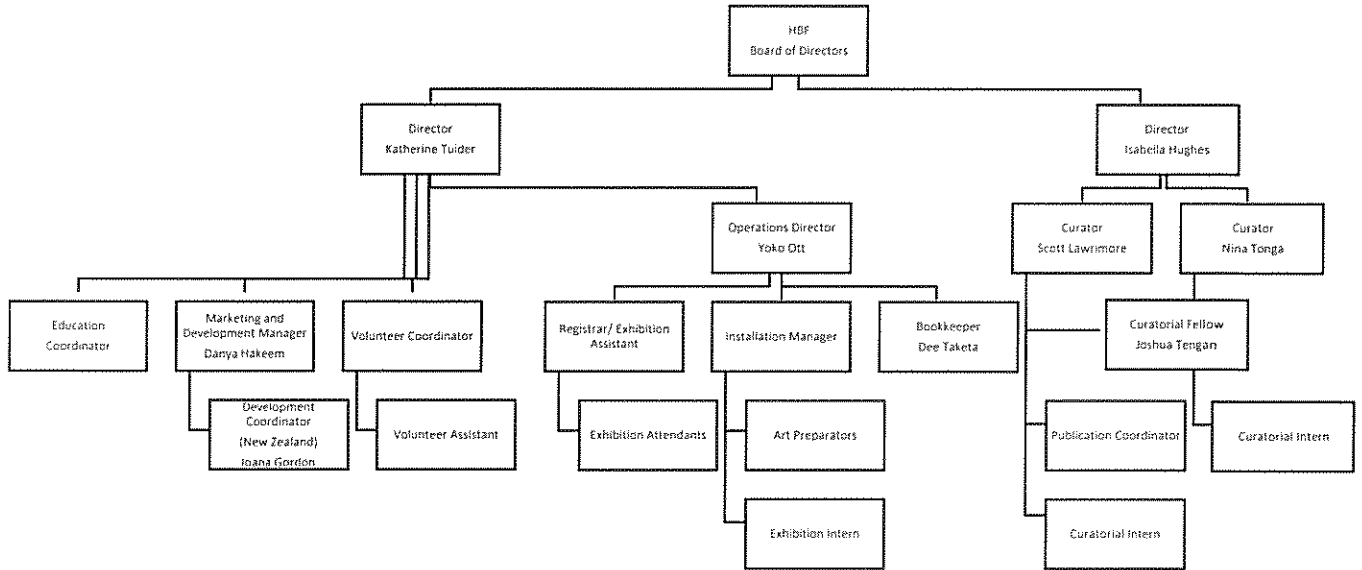 HBF
Board of Directors
Director
Katherine Tuider
Director
Isabella Hughes
Operations Director
Yoko Ott
Curator
Scott Lawrimore
Curator
Nina Tonga
Education
Coordinator
Marketing and
Development Manager
Danya Hakeem
Volunteer Coordinator
Registrar/ Exhibition
Assistant
Installation Manager
Bookkeeper
Dee Taketa
Curatorial Fellow
Joshua Tengan
Development
Coordinator
(New Zealand)
Ioana Gordon
Volunteer Assistant
Exhibition Attendants
Art Preparators
Publication Coordinator
Curatorial Intern
Exhibition Intern
Curatorial Intern